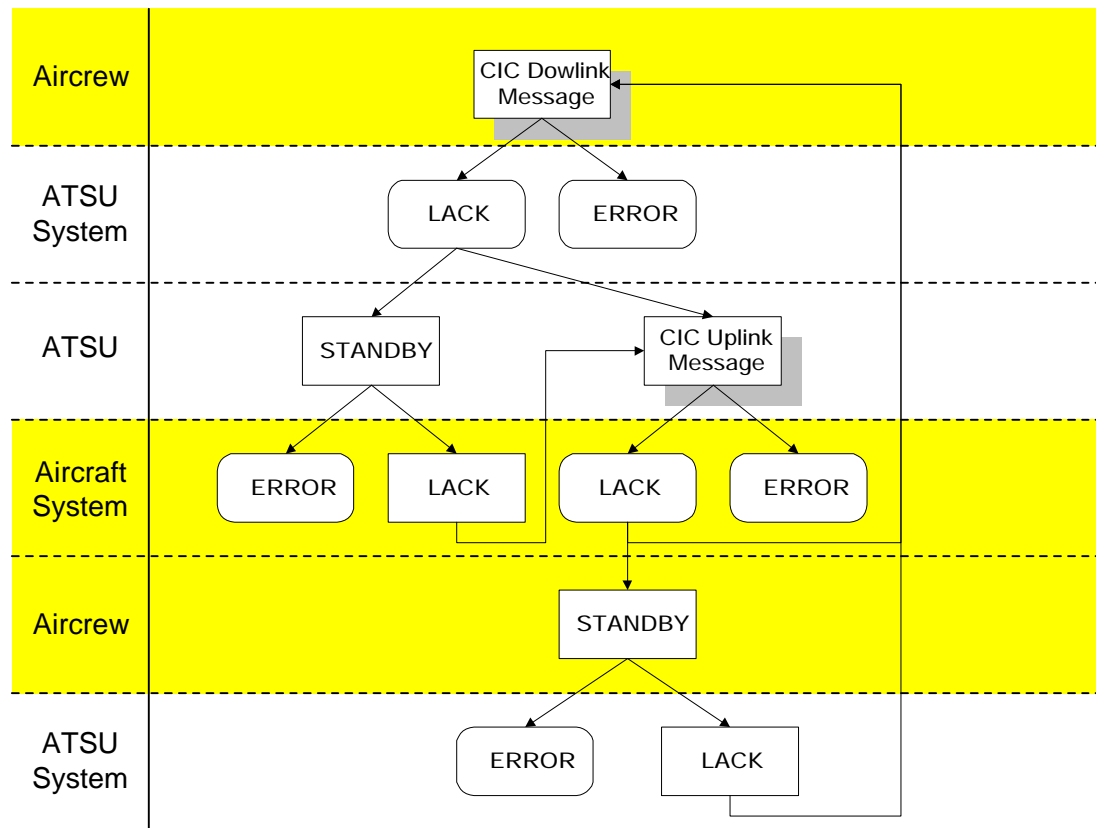 Aircrew
CIC Dowlink
Message
ATSU
System
LACK
ERROR
ATSU
STANDBY
CIC Uplink
Message
Aircraft
System
ERROR
LACK
LACK
ERROR
Aircrew
STANDBY
ATSU
System
ERROR
LACK